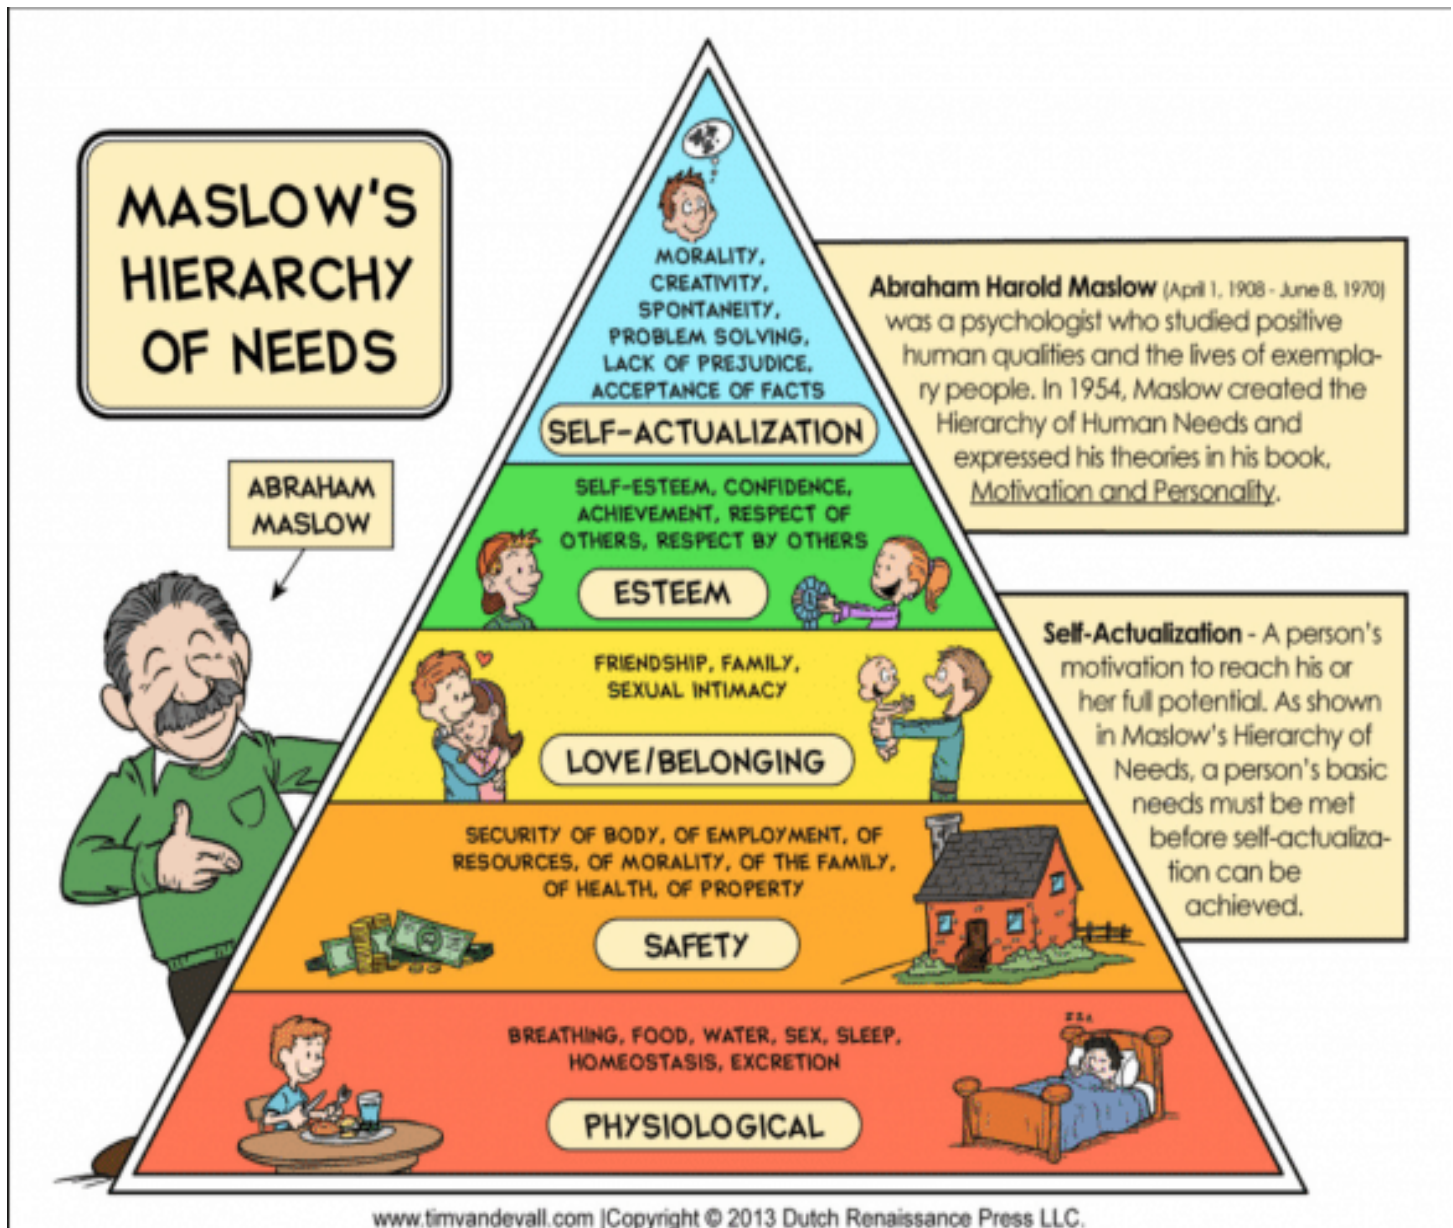 MASLOW'S
HIERARCHY
OF NEEDS
ABRAHAM
MASLOW
MORALITY,
CREATIVITY,
SPONTANEITY,
PROBLEM SOLVING,
LACK OF PREJUDICE,
ACCEPTANCE OF FACTS
SELF-ACTUALIZATION
SELF-ESTEEM, CONFIDENCE,
ACHIEVEMENT, RESPECT OF
OTHERS, RESPECT BY OTHERS
ESTEEM
FRIENDSHIP, FAMILY,
SEXUAL INTIMACY
LOVE/BELONGING
SECURITY OF BODY, OF EMPLOYMENT, OF
RESOURCES, OF MORALITY, OF THE FAMILY,
OF HEALTH, OF PROPERTY
SAFETY
BREATHING, FOOD, WATER, SEX, SLEEP,
HOMEOSTASIS, EXCRETION
PHYSIOLOGICAL
Abraham Harold Maslow (April 1, 1908 - June 8, 1970)
was a psychologist who studied positive
human qualities and the lives of exempla-
ry people. In 1954, Maslow created the
Hierarchy of Human Needs and
expressed his theories in his book,
Motivation and Personality.
Self-Actualization - A person's
motivation to reach his or
her full potential. As shown
in Maslow's Hierarchy of
Needs, a person's basic
needs must be met
before self-actualiza-
tion can be
achieved.
zzz
www.timvandevall.com |Copyright © 2013 Dutch Renaissance Press LLC.